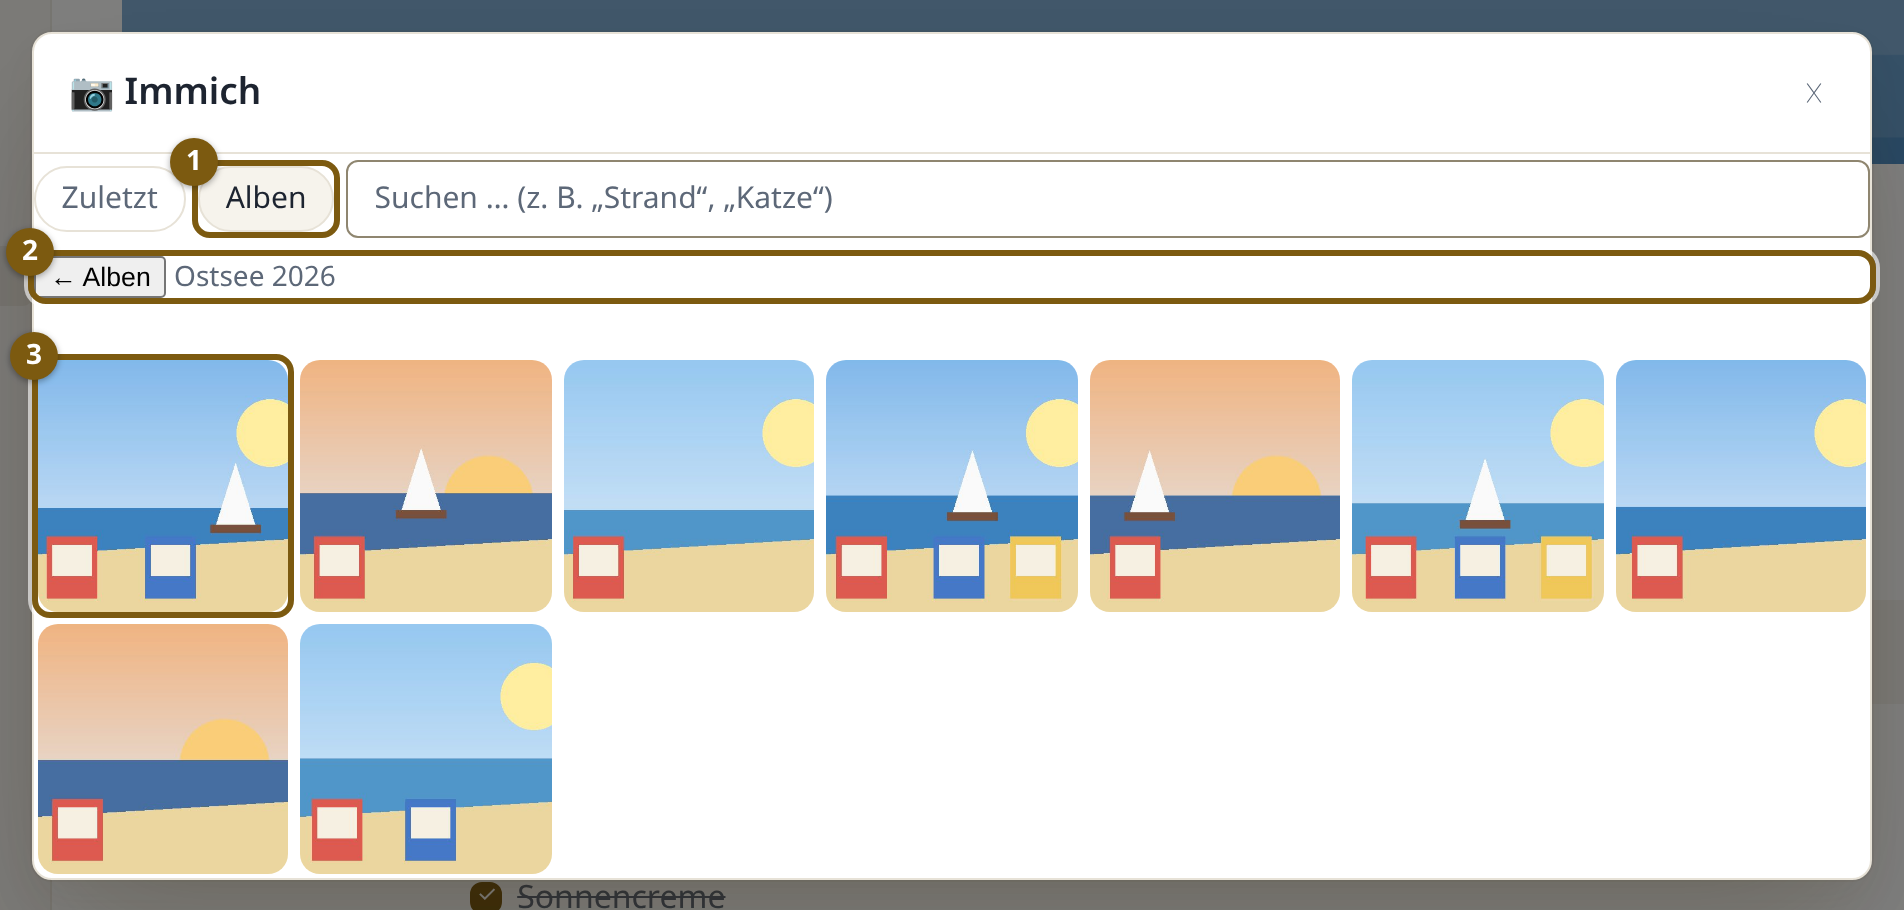 Immich
X
1
Zuletzt
Alben
Suchen … (z. B. „Strand“, „Katze“)
2
← Alben
Ostsee 2026
3
Sonnencreme